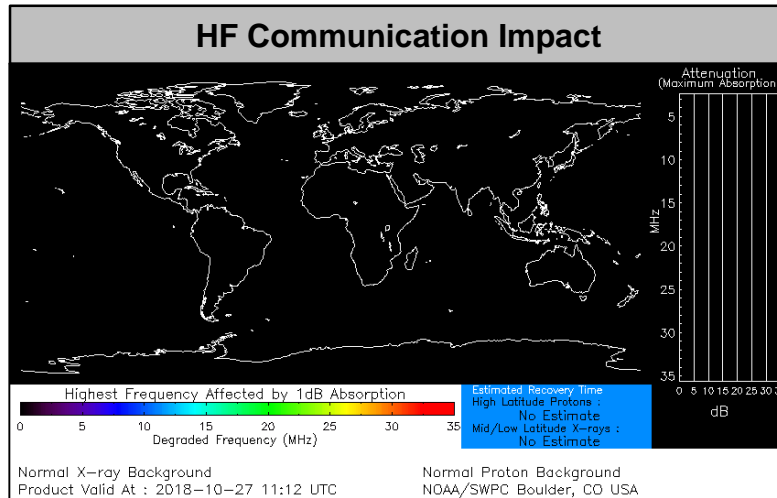 HF Communication Impact
Attenuation
(Maximum Absorption
5
10
15
20
25
30
35
MHz
0 5 10 15 20 25 30 3
dB
Highest Frequency Affected by 1dB Absorption
0 5 10 15 20 25 30 35
Degraded Frequency (MHz)
Estimated Recovery Time
High Latitude Protons :
No Estimate
Mid/Low Latitude X-rays :
No Estimate
Normal X-ray Background
Product Valid At : 2018-10-27 11:12 UTC
Normal Proton Background
NOAA/SWPC Boulder, CO USA